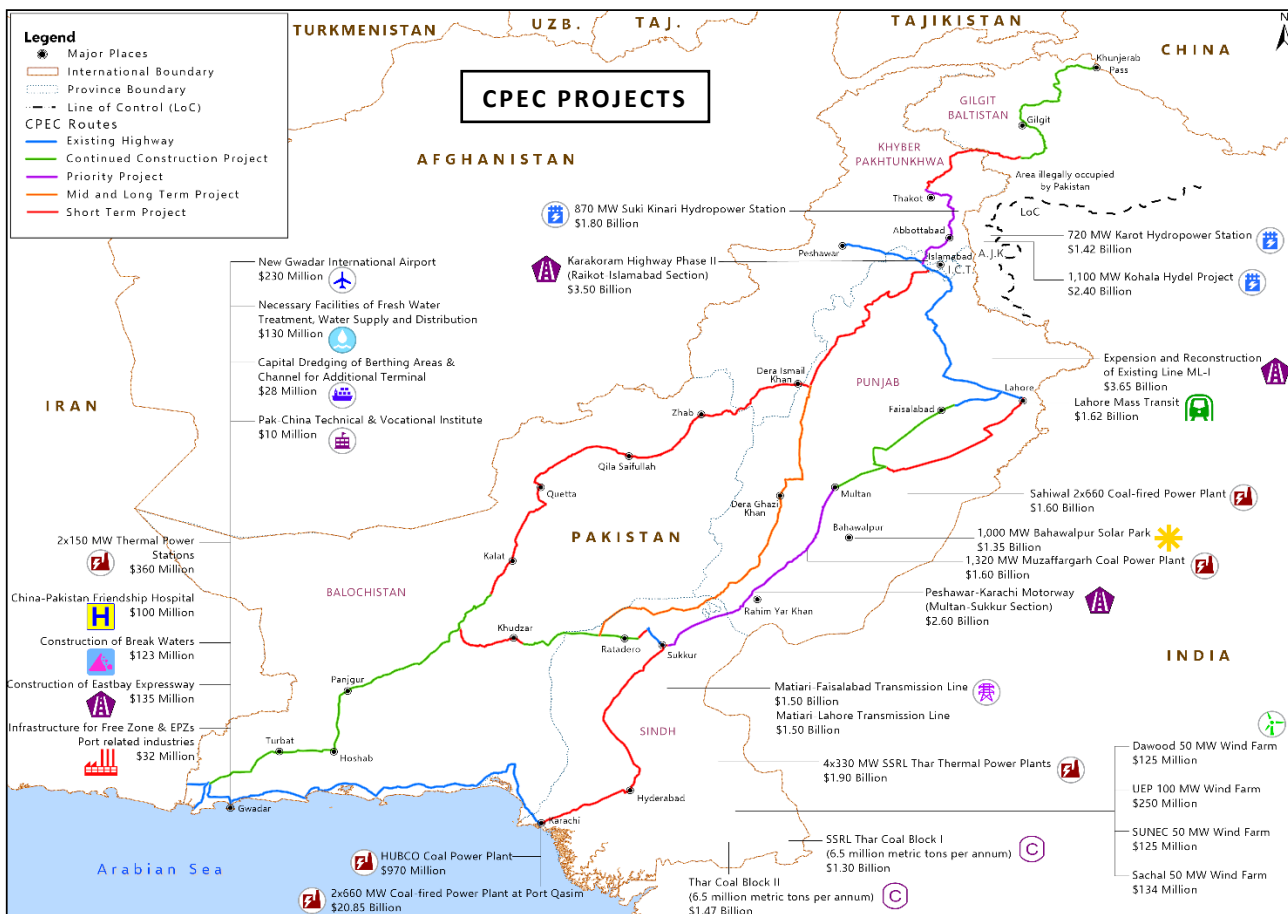 Legend
Major Places
International Boundary
Province Boundary
Line of Control (LoC)
CPEC Routes
Existing Highway
Continued Construction Project
Priority Project
Mid and Long Term Project
Short Term Project
CPEC PROJECTS
TURKMENISTAN
UZB.
TAJ.
TAJIKISTAN
CHINA
N
AFGHANISTAN
IRAN
PAKISTAN
INDIA
Arabian Sea
GILGIT
BALTISTAN
KHYBER
PAKHTUNKHWA
PUNJAB
BALOCHISTAN
SINDH
A.J.K.
I.C.T.
Area illegally occupied
by Pakistan
LoC
Khunjerab
Pass
Gilgit
Thakot
Abbottabad
Peshawar
Islamabad
Dera Ismail
Khan
Zhab
Qila Saifullah
Quetta
Kalat
Khudzar
Ratadero
Sukkur
Panjgur
Turbat
Hoshab
Gwadar
Karachi
Hyderabad
Rahim Yar Khan
Bahawalpur
Multan
Dera Ghazi
Khan
Faisalabad
Lahore
870 MW Suki Kinari Hydropower Station
$1.80 Billion
Karakoram Highway Phase II
(Raikot-Islamabad Section)
$3.50 Billion
720 MW Karot Hydropower Station
$1.42 Billion
1,100 MW Kohala Hydel Project
$2.40 Billion
Expension and Reconstruction
of Existing Line ML-I
$3.65 Billion
Lahore Mass Transit
$1.62 Billion
New Gwadar International Airport
$230 Million
Necessary Facilities of Fresh Water
Treatment, Water Supply and Distribution
$130 Million
Capital Dredging of Berthing Areas &
Channel for Additional Terminal
$28 Million
Pak-China Technical & Vocational Institute
$10 Million
2x150 MW Thermal Power
Stations
$360 Million
China-Pakistan Friendship Hospital
H
$100 Million
Construction of Break Waters
$123 Million
Construction of Eastbay Expressway
$135 Million
Infrastructure for Free Zone & EPZs
Port related industries
$32 Million
Sahiwal 2x660 Coal-fired Power Plant
$1.60 Billion
1,000 MW Bahawalpur Solar Park
$1.35 Billion
1,320 MW Muzaffargarh Coal Power Plant
$1.60 Billion
Peshawar-Karachi Motorway
(Multan-Sukkur Section)
$2.60 Billion
Matiari-Faisalabad Transmission Line
$1.50 Billion
Matiari-Lahore Transmission Line
$1.50 Billion
4x330 MW SSRL Thar Thermal Power Plants
$1.90 Billion
Dawood 50 MW Wind Farm
$125 Million
UEP 100 MW Wind Farm
$250 Million
SUNEC 50 MW Wind Farm
$125 Million
Sachal 50 MW Wind Farm
$134 Million
SSRL Thar Coal Block I
(6.5 million metric tons per annum)
$1.30 Billion
C
Thar Coal Block II
(6.5 million metric tons per annum)
$1.47 Billion
C
HUBCO Coal Power Plant
$970 Million
2x660 MW Coal-fired Power Plant at Port Qasim
$20.85 Billion